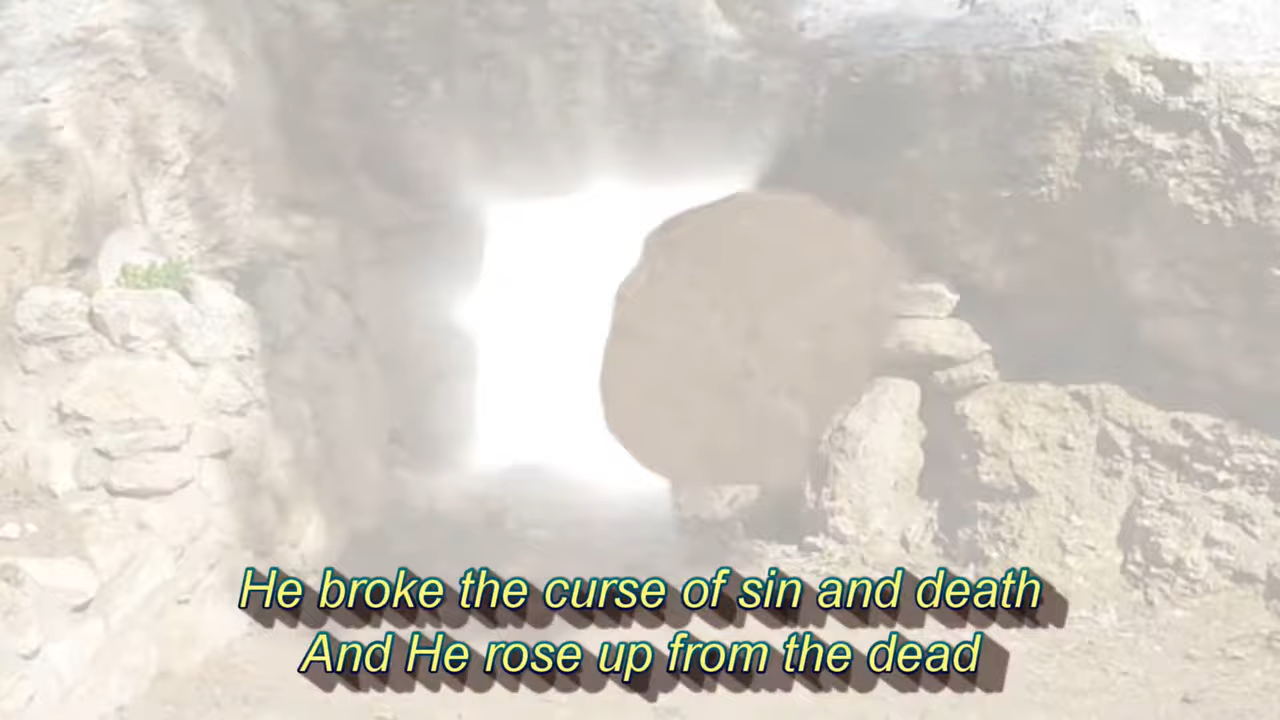 He broke the curse of sin and death
And He rose up from the dead